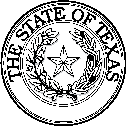 THE STATE OF TEXAS